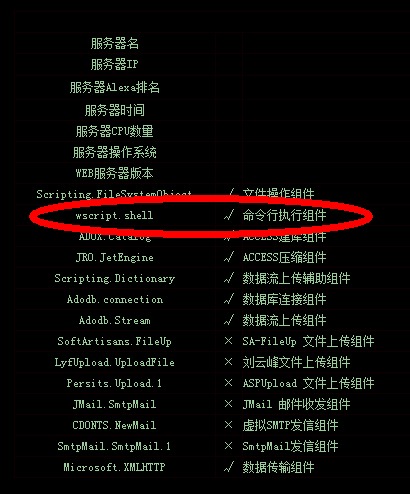 服务器名
服务器IP
服务器Alexa排名
服务器时间
服务器CPU数量
服务器操作系统
WEB服务器版本
Scripting.FileSystemObject √ 文件操作组件
wscript.shell √ 命令行执行组件
ADOX.Catalog √ ACCESS建库组件
JRO.JetEngine √ ACCESS压缩组件
Scripting.Dictionary √ 数据流上传辅助组件
Adodb.connection √ 数据库连接组件
Adodb.Stream √ 数据流上传组件
SoftArtisans.FileUp × SA-FileUp 文件上传组件
LyfUpload.UploadFile × 刘云峰文件上传组件
Persits.Upload.1 × ASPUpload 文件上传组件
JMail.SmtpMail × JMail 邮件收发组件
CDONTS.NewMail × 虚拟SMTP发信组件
SmtpMail.SmtpMail.1 × SmtpMail发信组件
Microsoft.XMLHTTP √ 数据传输组件